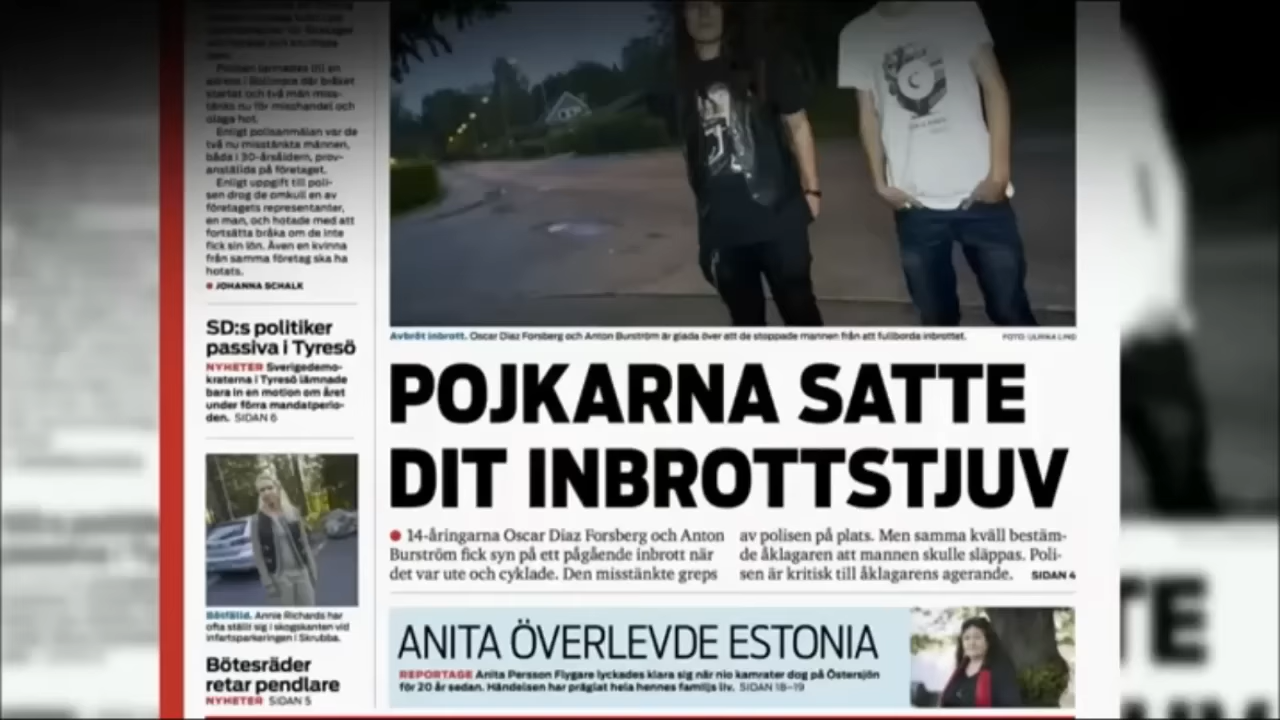 Polisen larmades till en
adress i Bollmora där bråket
startat och två män miss-
tänks nu för misshandel och
olaga hot.
Enligt polisanmälan var de
två nu misstänkta männen,
båda i 30-årsåldern, prov-
anställda på företaget.
Enligt uppgift till poli-
sen drog de omkull en av
företagets representanter,
en man, och hotade med att
fortsätta bråka om de inte
fick sin lön. Även en kvinna
från samma företag ska ha
hotats.
JOHANNA SCHALK
SD:s politiker
passiva i Tyresö
NYHETER Sverigedemo-
kraterna i Tyresö lämnade
bara in en motion om året
under förra mandatperio-
den. SIDAN 6
Bötfälld. Annie Richards har
ofta ställt sig i skogskanten vid
infartsparkeringen i Skrubba.
Bötesräder
retar pendlare
NYHETER SIDAN 5
Avbröt inbrott. Oscar Diaz Forsberg och Anton Burström är glada över att de stoppade mannen från att fullborda inbrottet.
FOTO: ULRIKA LIND
POJKARNA SATTE
DIT INBROTTSTJUV
14-åringarna Oscar Diaz Forsberg och Anton
Burström fick syn på ett pågående inbrott när
det var ute och cyklade. Den misstänkte greps
av polisen på plats. Men samma kväll bestäm-
de åklagaren att mannen skulle släppas. Poli-
sen är kritisk till åklagarens agerande. SIDAN 4
ANITA ÖVERLEVDE ESTONIA
REPORTAGE Anita Persson Flygare lyckades klara sig när nio kamrater dog på Östersjön
för 20 år sedan. Händelsen har präglat hela hennes familjs liv. SIDAN 18–19
TE